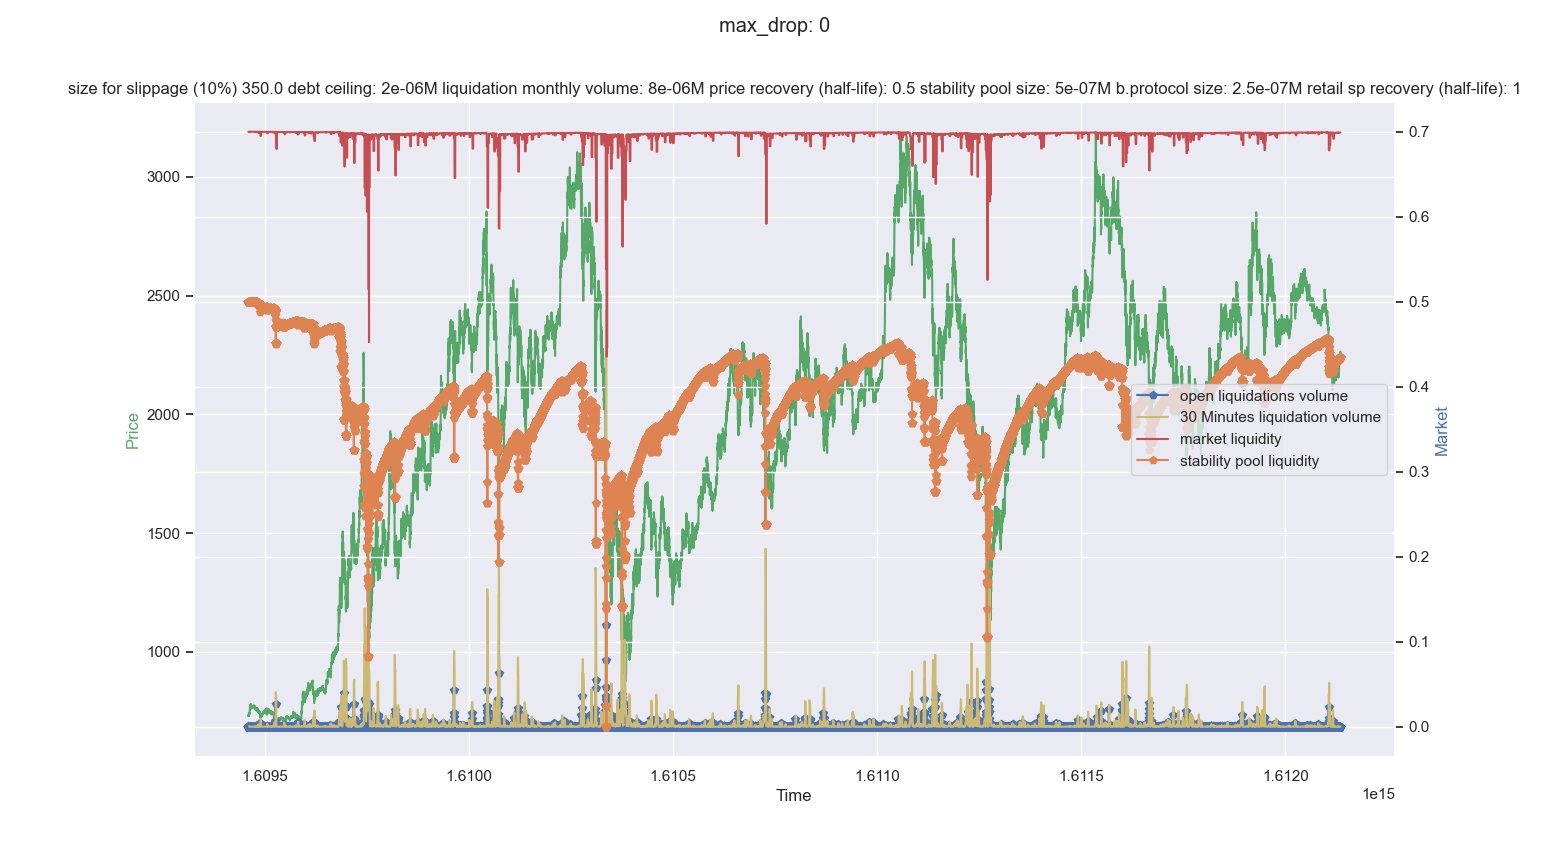 max_drop: 0
size for slippage (10%) 350.0 debt ceiling: 2e-06M liquidation monthly volume: 8e-06M price recovery (half-life): 0.5 stability pool size: 5e-07M b.protocol size: 2.5e-07M retail sp recovery (half-life): 1
3000
2500
2000
1500
1000
Price
0.7
0.6
0.5
0.4
0.3
0.2
0.1
0.0
Market
open liquidations volume
30 Minutes liquidation volume
market liquidity
stability pool liquidity
1.6095 1.6100 1.6105 1.6110 1.6115 1.6120
Time
1e15